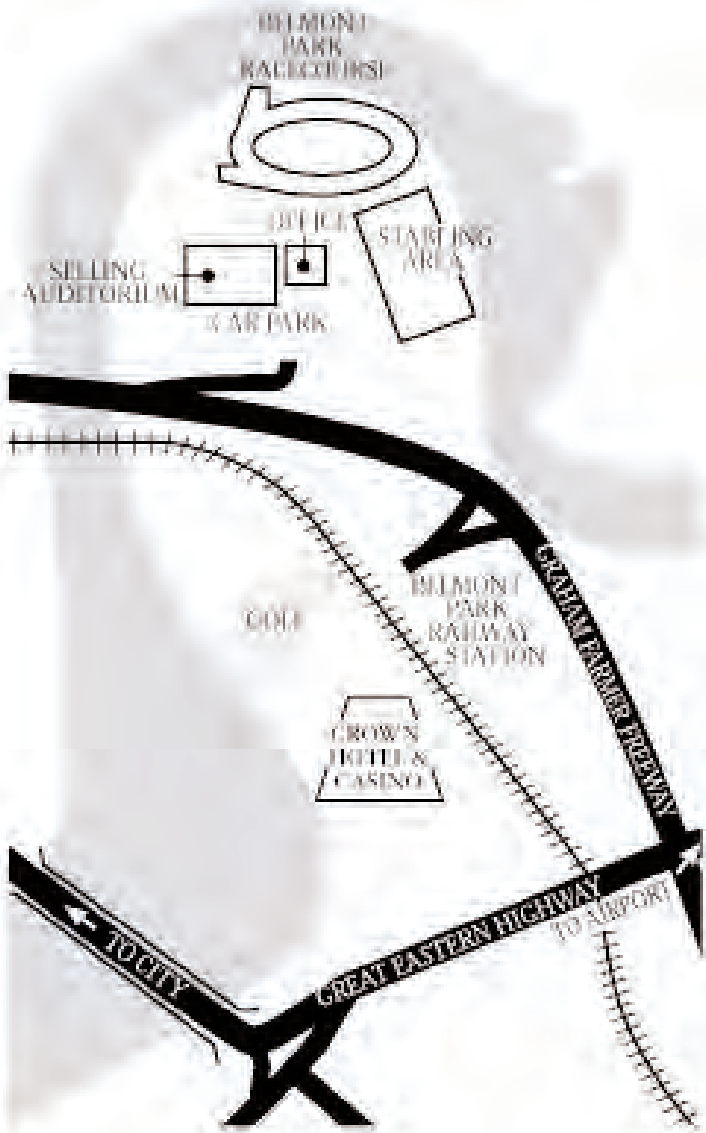 BELMONT
PARK
RACECOURSE
OFFICE
STABLING
AREA
SELLING
AUDITORIUM
CAR PARK
GRAHAM FARMER FREEWAY
BELMONT
PARK
RAILWAY
STATION
GOLF
CROWN
HOTEL &
CASINO
GREAT EASTERN HIGHWAY
TO AIRPORT
TO CITY